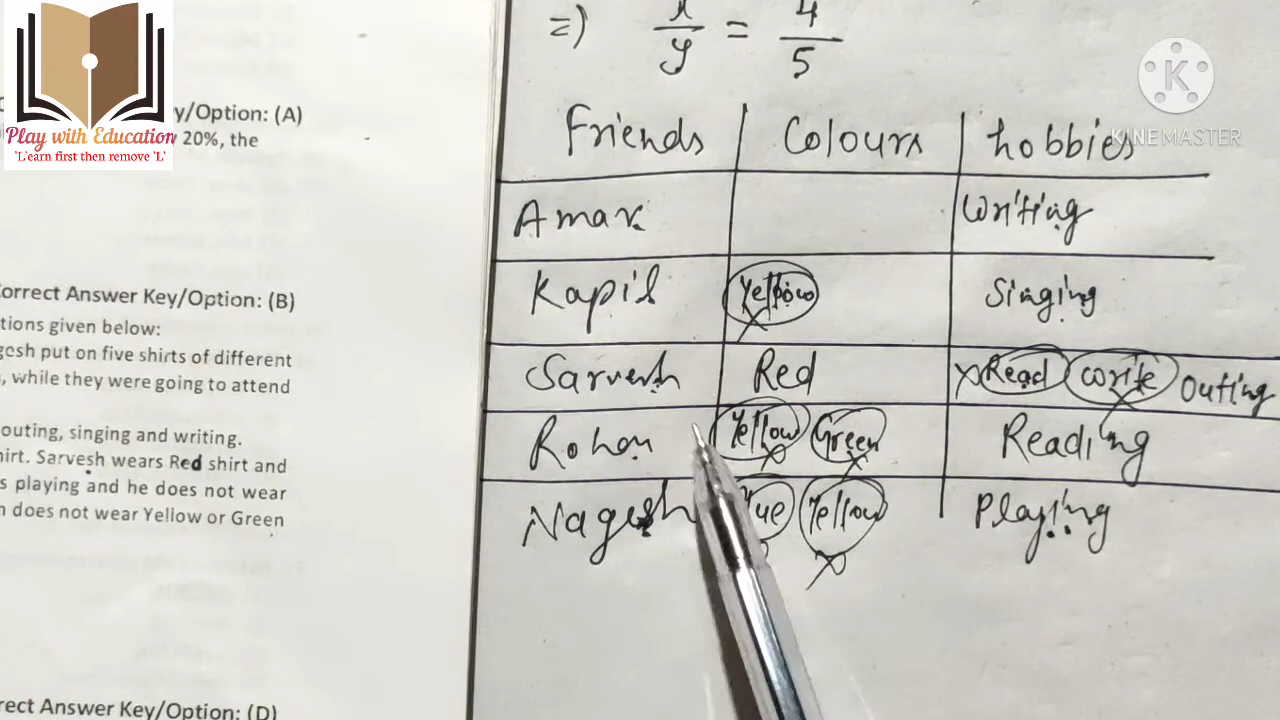 y/Option: (A)
Play with Education
20%, the
'L'earn first then remove 'L'
KINEMASTER
K
=) x/y = 4/5
Friends Colours hobbies
Amar Writing
Kapil Yellow Singing
Sarvesh Red Read write Outing
Rohan Yellow Green Reading
Nagesh Yellow Playing
orrect Answer Key/Option: (B)
tions given below:
gesh put on five shirts of different
, while they were going to attend
outing, singing and writing.
hirt. Sarvesh wears Red shirt and
s playing and he does not wear
n does not wear Yellow or Green
rect Answer Key/Option: (D)